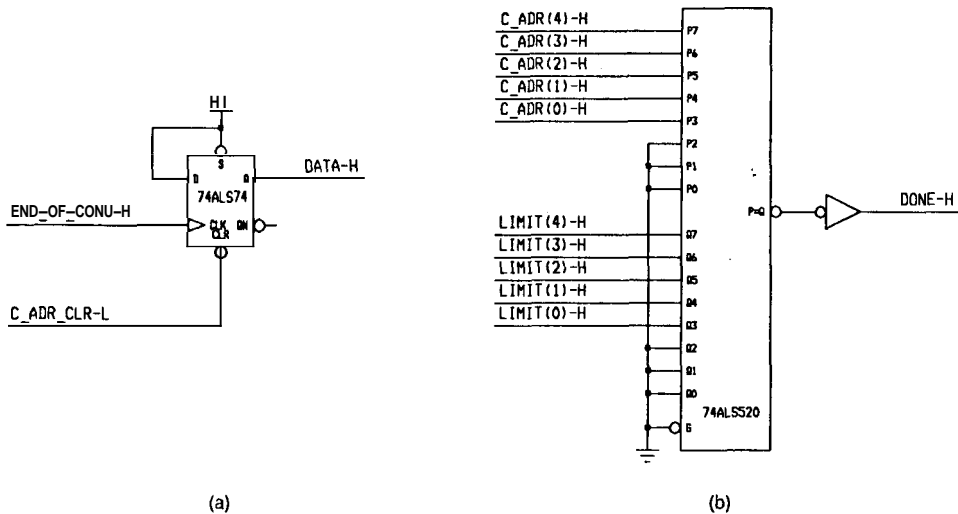 HI
S
D
Q
DATA-H
74ALS74
END-OF-CONU-H
CLK
QN
CLR
C_ADR_CLR-L
(a)
C_ADR(4)-H
P7
C_ADR(3)-H
P6
C_ADR(2)-H
P5
C_ADR(1)-H
P4
C_ADR(0)-H
P3
P2
P1
P0
P=Q
DONE-H
LIMIT(4)-H
Q7
LIMIT(3)-H
Q6
LIMIT(2)-H
Q5
LIMIT(1)-H
Q4
LIMIT(0)-H
Q3
Q2
Q1
Q0
74ALS520
G
(b)